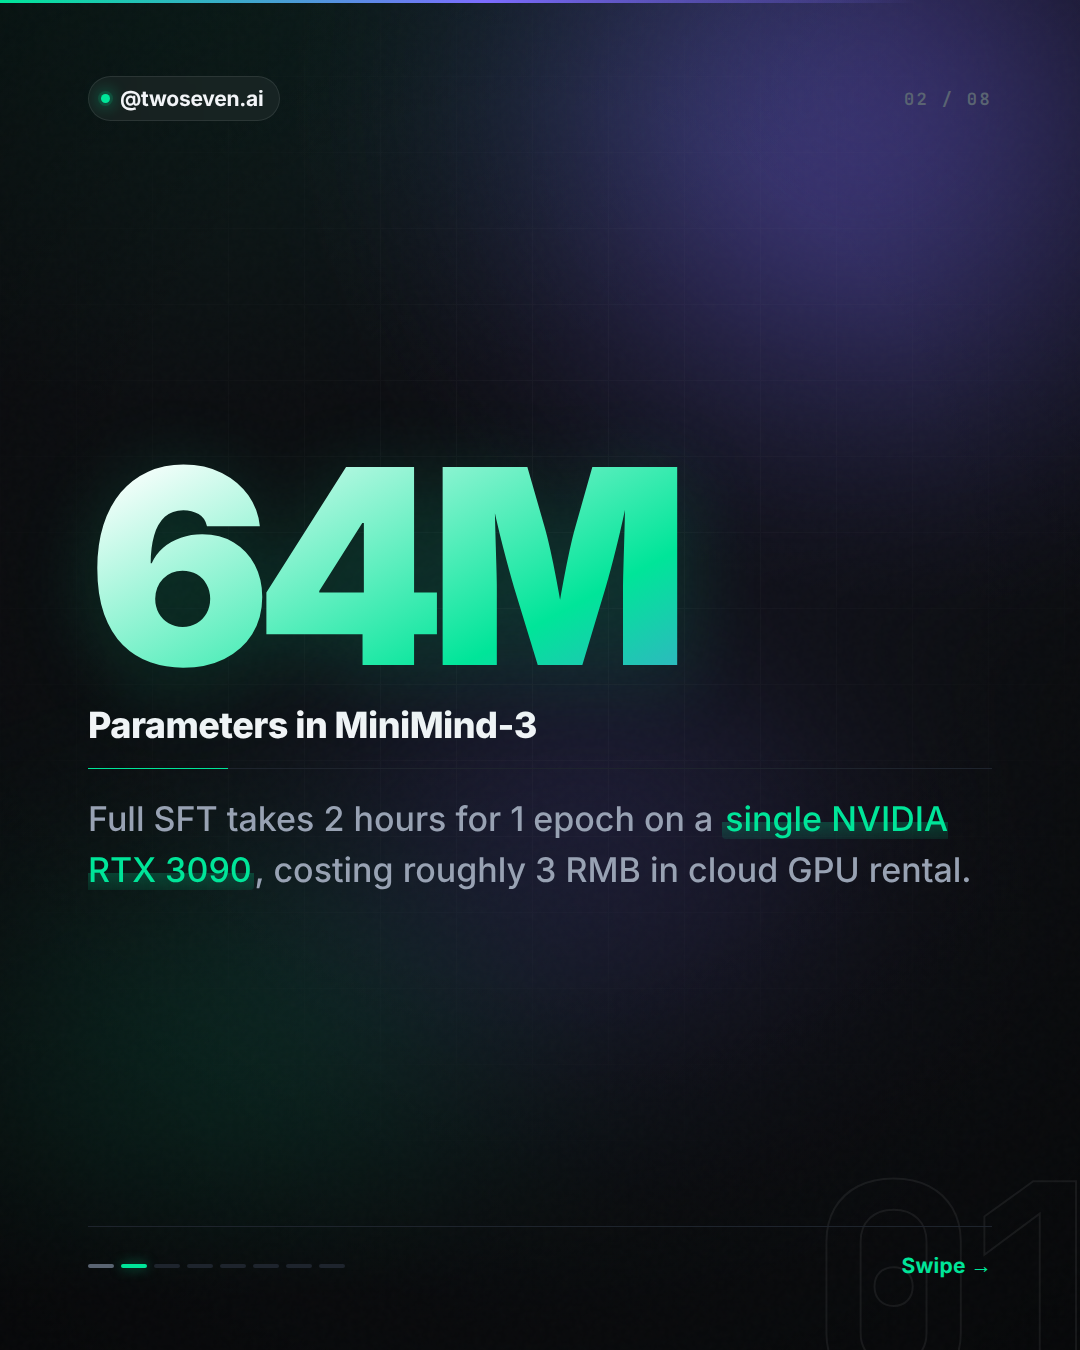 @twoseven.ai
02 / 08
64M
Parameters in MiniMind-3
Full SFT takes 2 hours for 1 epoch on a single NVIDIA
RTX 3090, costing roughly 3 RMB in cloud GPU rental.
01
Swipe →